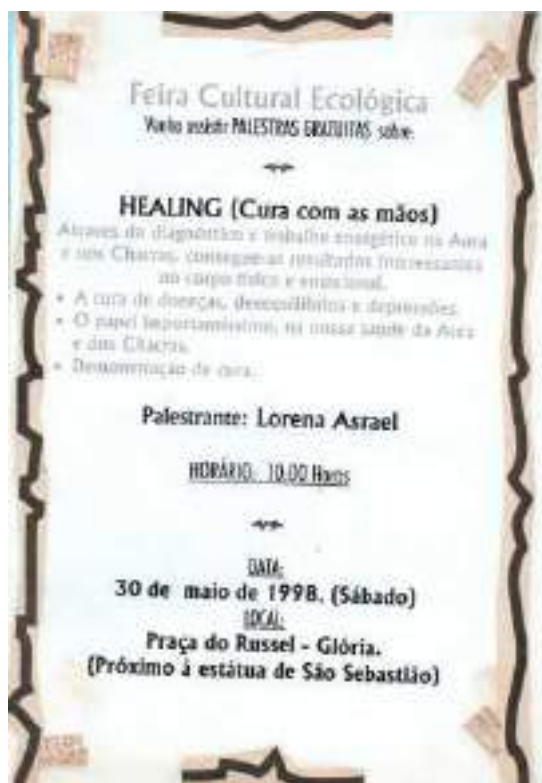 Feira Cultural Ecológica
Venha assistir PALESTRAS GRATUITAS sobre:
HEALING (Cura com as mãos)
Através do diagnóstico e trabalho energético na Aura
e nos Chacras, conseguem-se resultados interessantes
no corpo físico e emocional.
• A cura de doenças, desequilíbrios e depressões.
• O papel importantíssimo, na nossa saúde da Aura
e dos Chacras.
• Demonstração de cura.
Palestrante: Lorena Asrael
HORÁRIO: 10.00 Horas
DATA:
30 de maio de 1998. (Sábado)
LOCAL:
Praça do Russel - Glória.
(Próximo à estátua de São Sebastião)